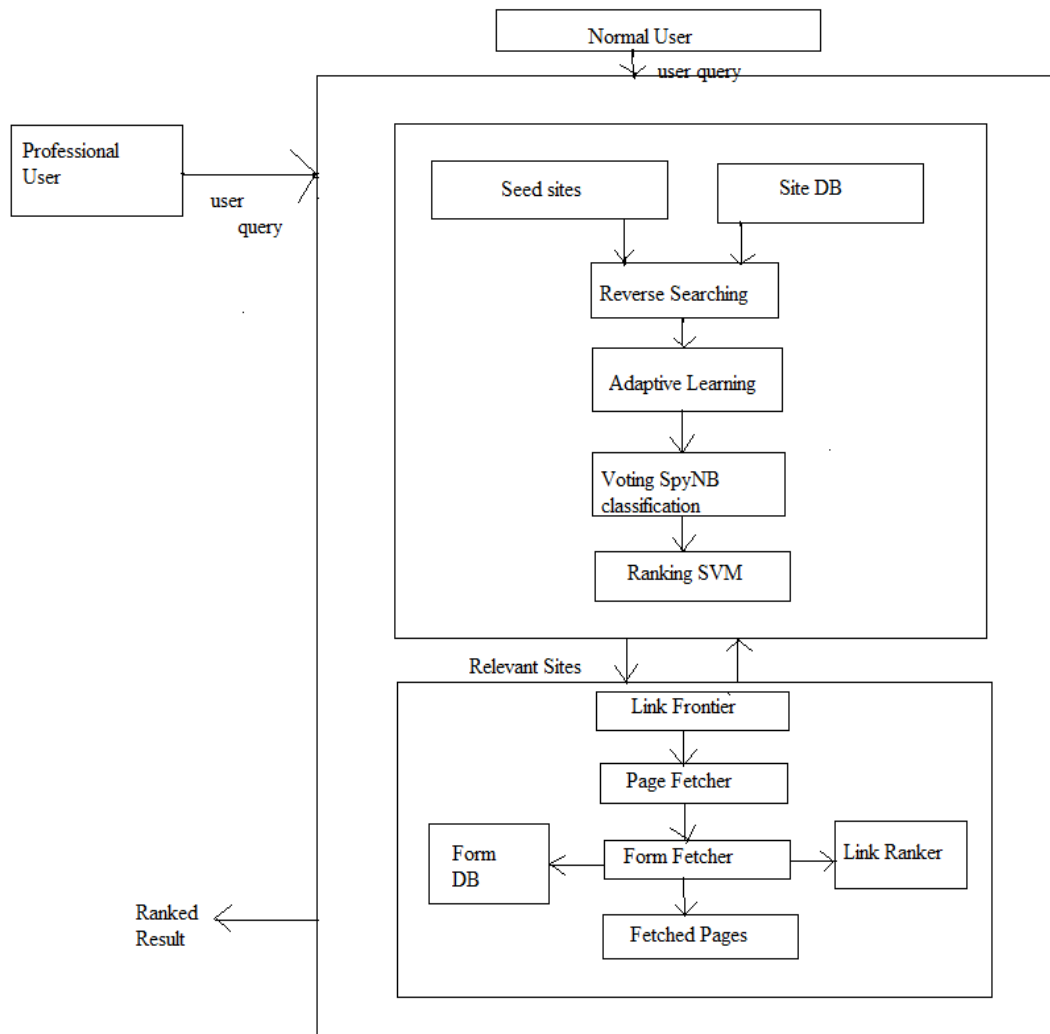 Normal User
user query
Professional
User
user
query
Seed sites
Site DB
Reverse Searching
Adaptive Learning
Voting SpyNB
classification
Ranking SVM
Relevant Sites
Link Frontier
Page Fetcher
Form
DB
Form Fetcher
Link Ranker
Fetched Pages
Ranked
Result